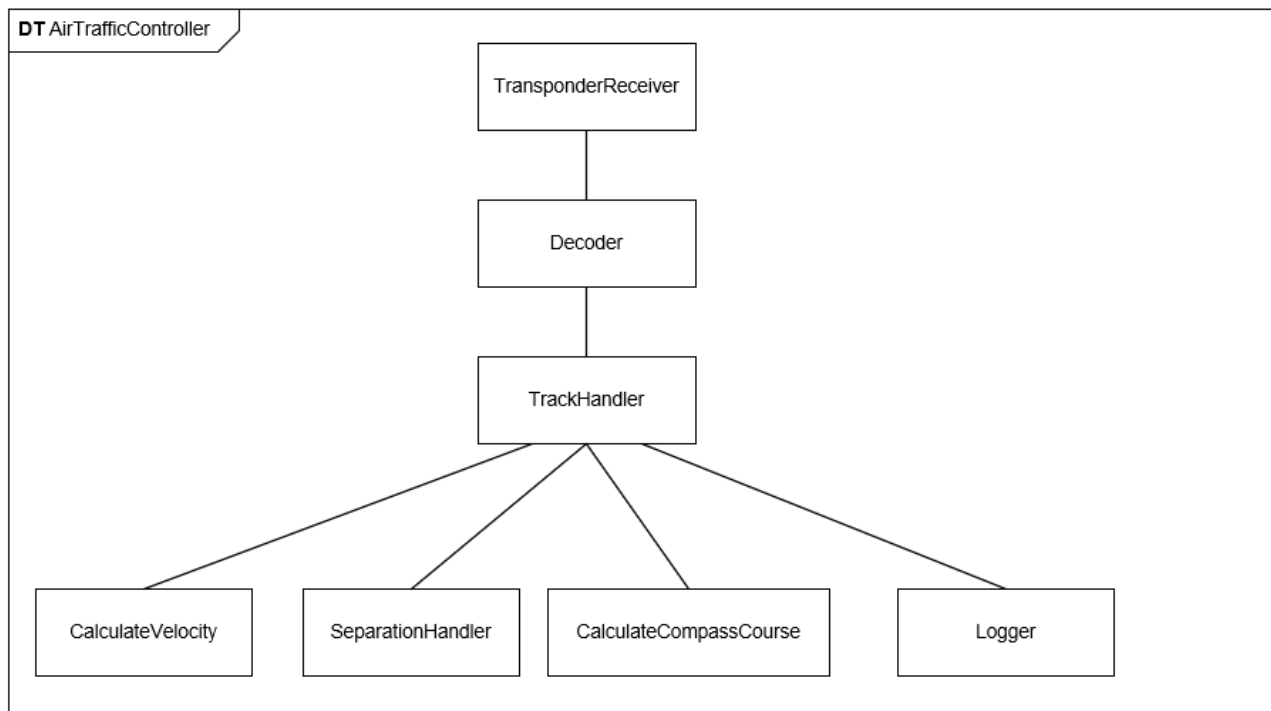 DT AirTrafficController
TransponderReceiver
Decoder
TrackHandler
CalculateVelocity
SeparationHandler
CalculateCompassCourse
Logger